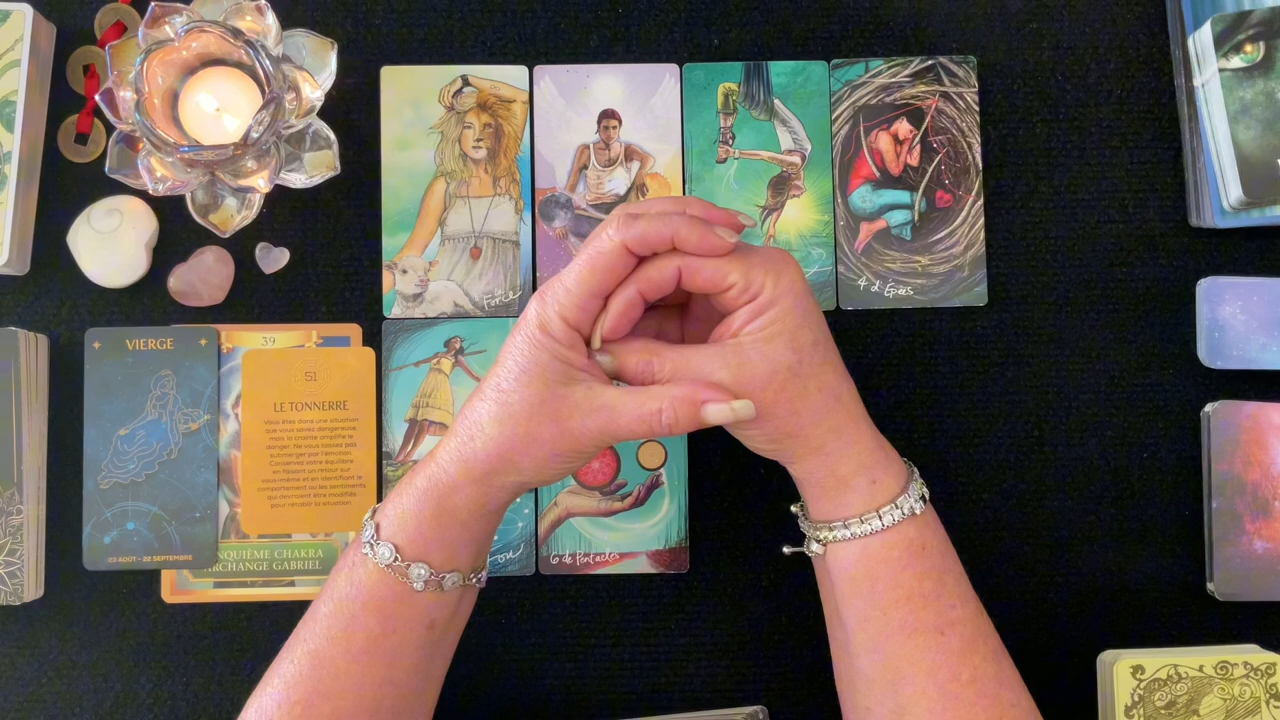 la
Force
4 d'Épées
VIERGE
23 AOÛT - 22 SEPTEMBRE
39
51
LE TONNERRE
Vous êtes dans une situation
que vous savez dangereuse,
mais la crainte amplifie le
danger. Ne vous laissez pas
submerger par l'émotion.
Conservez votre équilibre
en faisant un retour sur
vous-même et en identifiant le
comportement ou les sentiments
qui devraient être modifiés
pour rétablir la situation.
NQUIÈME CHAKRA
ARCHANGE GABRIEL
6 de Pentacles